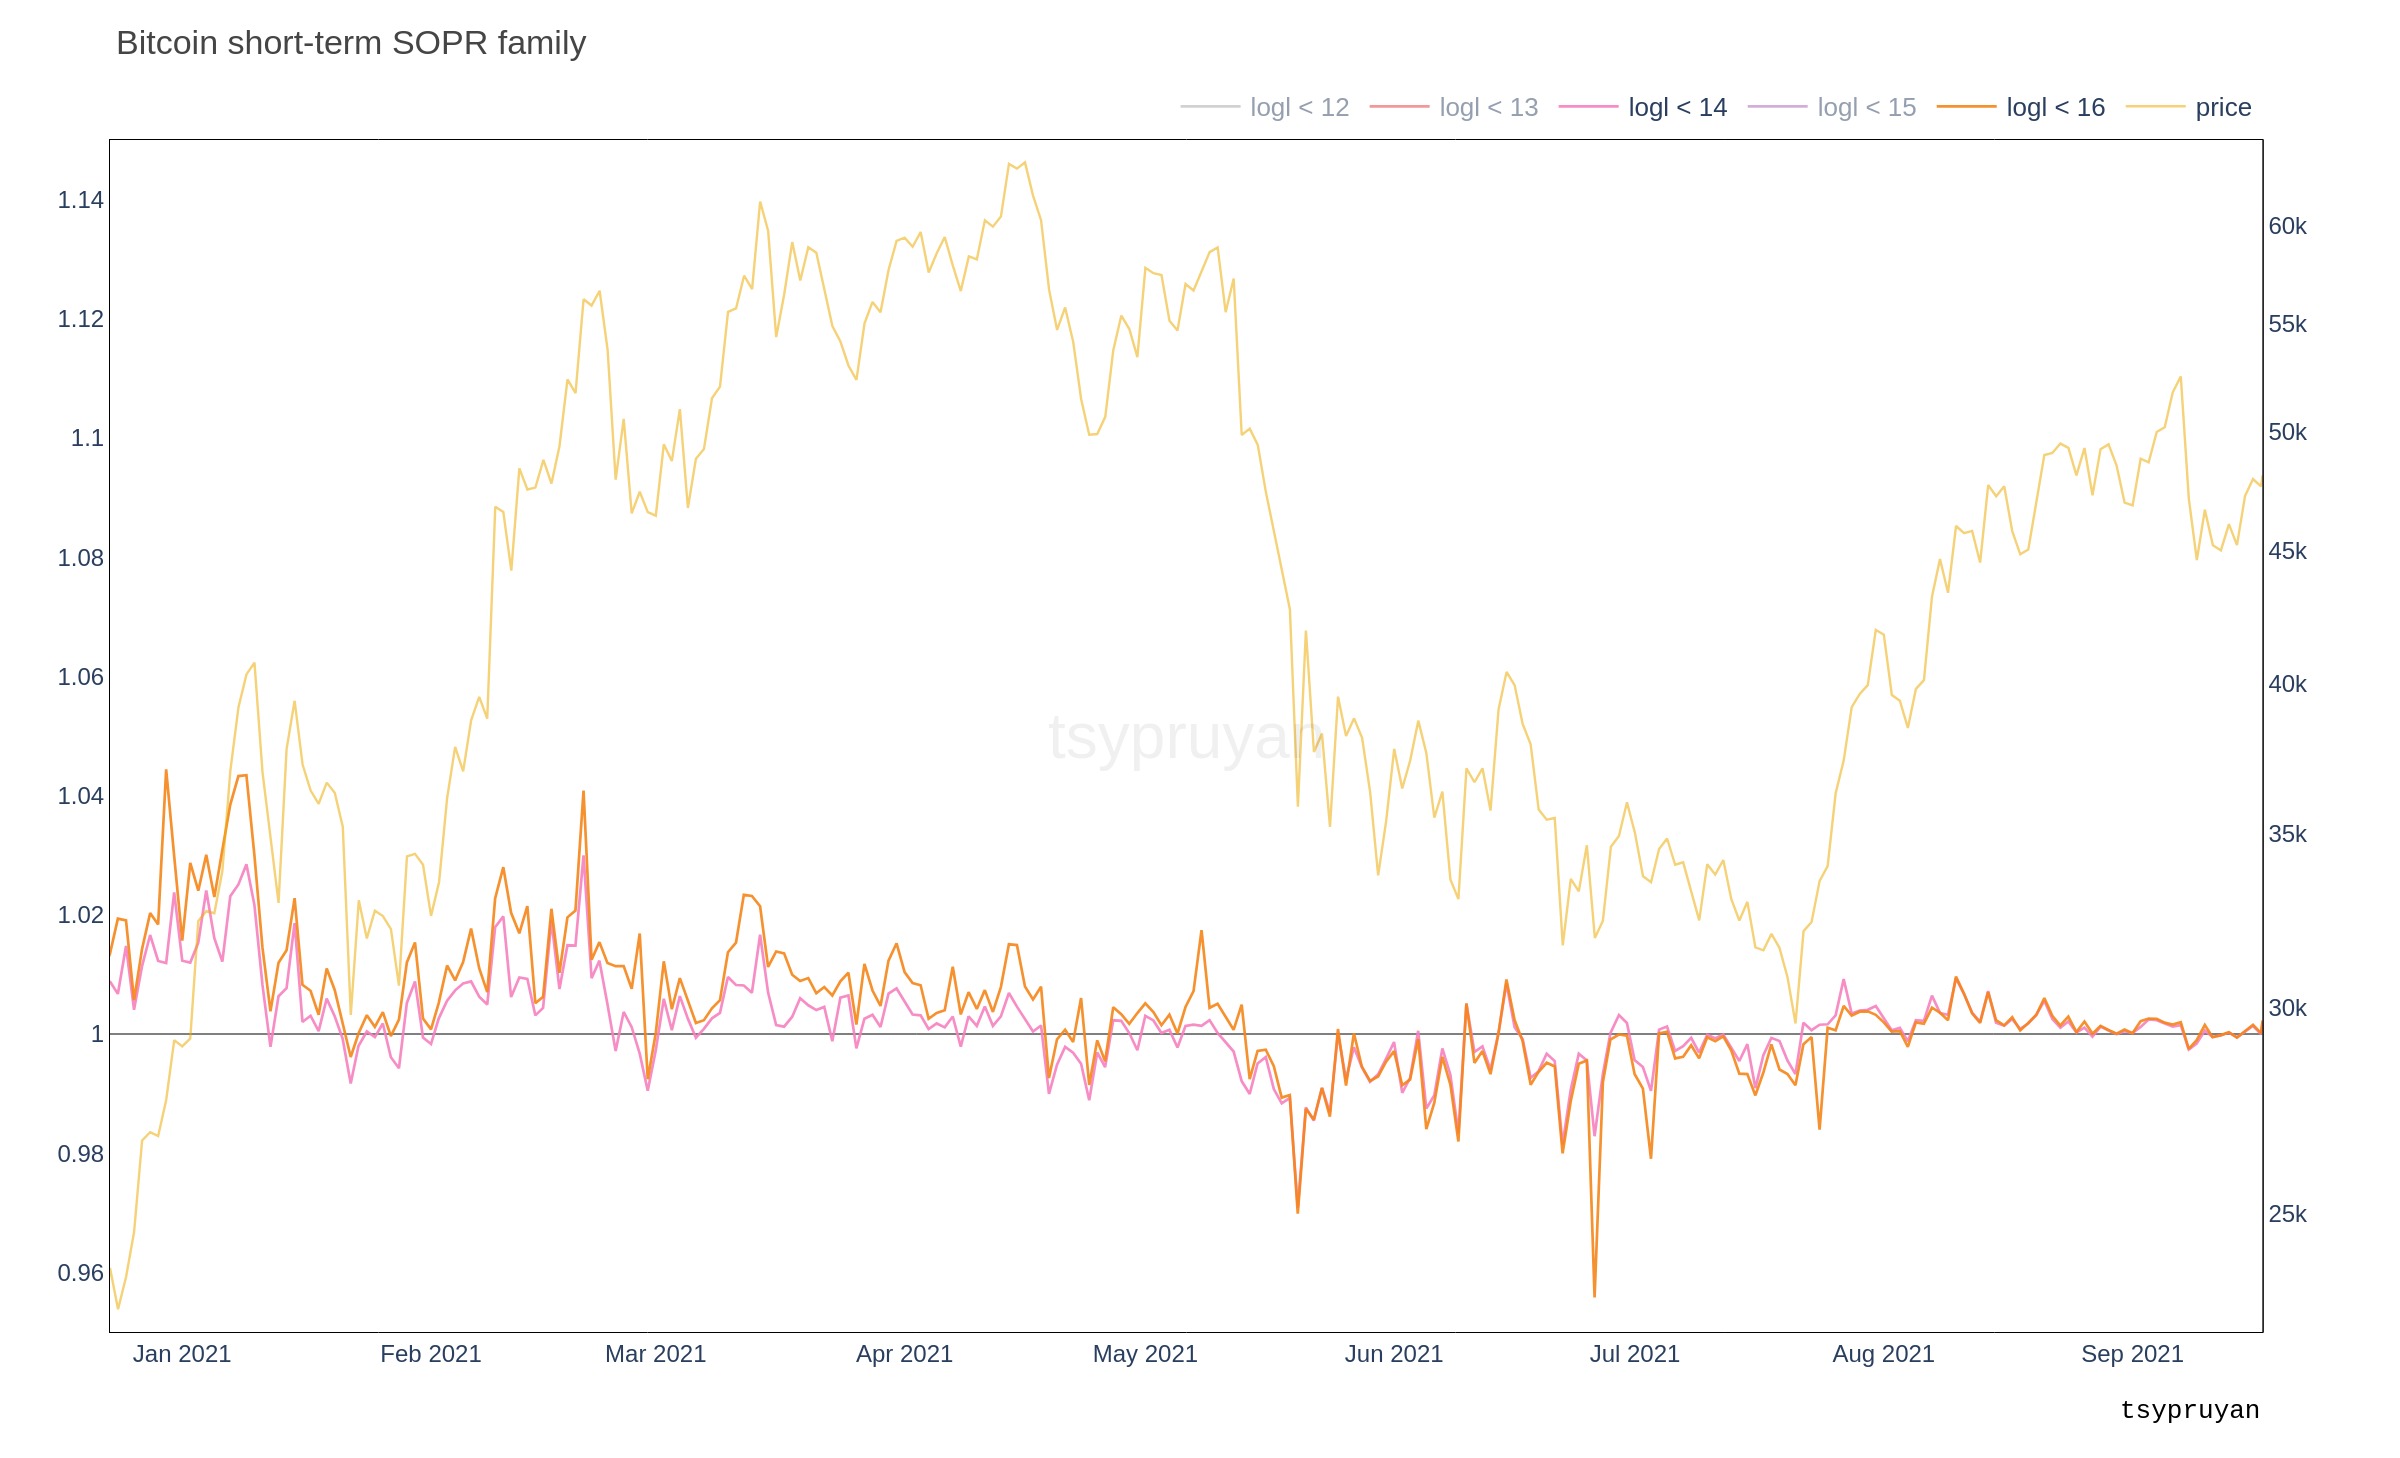 Bitcoin short-term SOPR family
logl < 12 logl < 13 logl < 14 logl < 15 logl < 16 price
1.14
1.12
1.1
1.08
1.06
1.04
1.02
1
0.98
0.96
60k
55k
50k
45k
40k
35k
30k
25k
tsypruyan
Jan 2021 Feb 2021 Mar 2021 Apr 2021 May 2021 Jun 2021 Jul 2021 Aug 2021 Sep 2021
tsypruyan